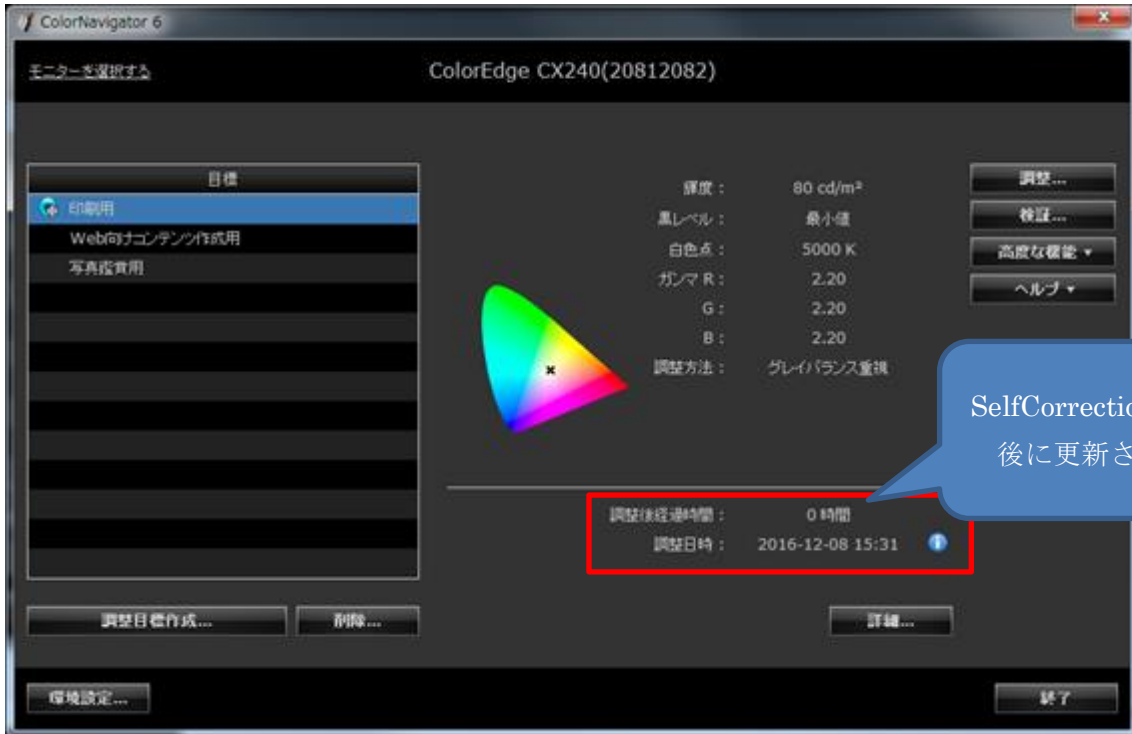 ColorNavigator 6
モニターを選択する
ColorEdge CX240(20812082)
目標
印刷用
Web向けコンテンツ作成用
写真鑑賞用
輝度： 80 cd/m²
黒レベル： 最小値
白色点： 5000 K
ガンマ R： 2.20
G： 2.20
B： 2.20
調整方法： グレイバランス重視
調整...
検証...
高度な機能
ヘルプ
SelfCorrectio
後に更新さ
調整後経過時間： 0 時間
調整日時： 2016-12-08 15:31
調整目標作成...
削除...
詳細...
環境設定...
終了